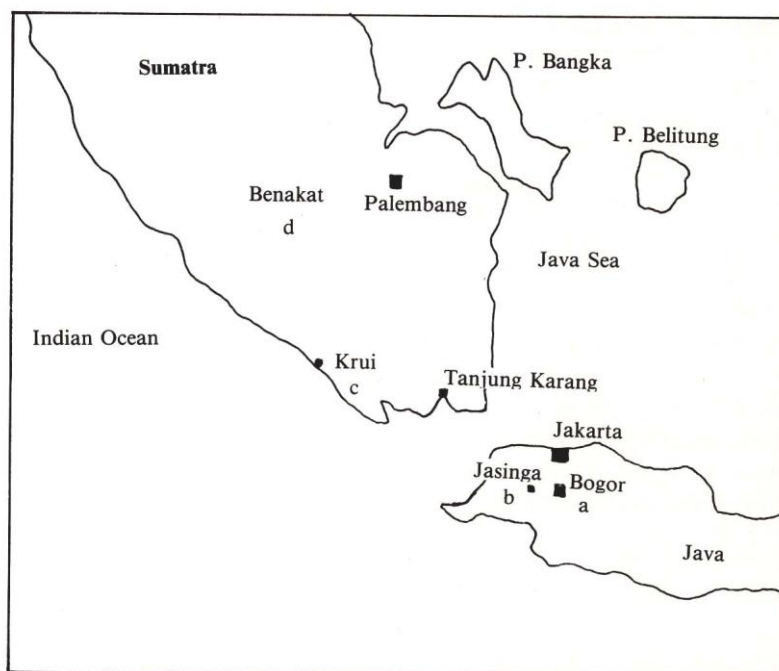 P. Bangka
Sumatra
P. Belitung
Benakat
d
Palembang
Java Sea
Indian Ocean
Krui
c
Tanjung Karang
Jakarta
Jasinga
b
Bogor
a
Java